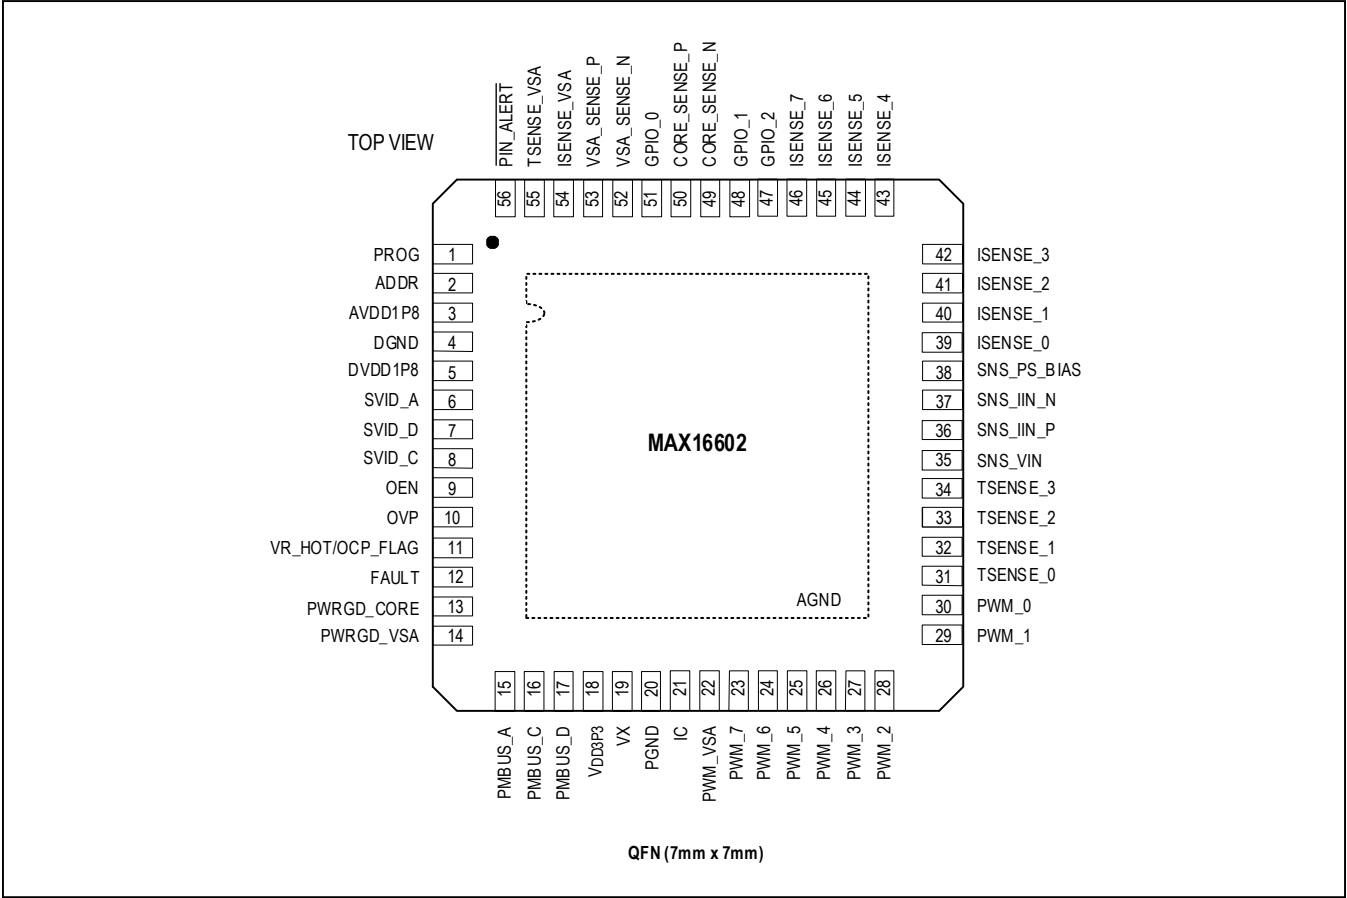 TOP VIEW
PIN_ALERT
TSENSE_VSA
ISENSE_VSA
VSA_SENSE_P
VSA_SENSE_N
GPIO_0
CORE_SENSE_P
CORE_SENSE_N
GPIO_1
GPIO_2
ISENSE_7
ISENSE_6
ISENSE_5
ISENSE_4
56 55 54 53 52 51 50 49 48 47 46 45 44 43
PROG 1
ADDR 2
AVDD1P8 3
DGND 4
DVDD1P8 5
SVID_A 6
SVID_D 7
SVID_C 8
OEN 9
OVP 10
VR_HOT/OCP_FLAG 11
FAULT 12
PWRGD_CORE 13
PWRGD_VSA 14
MAX16602
AGND
42 ISENSE_3
41 ISENSE_2
40 ISENSE_1
39 ISENSE_0
38 SNS_PS_BIAS
37 SNS_IIN_N
36 SNS_IIN_P
35 SNS_VIN
34 TSENSE_3
33 TSENSE_2
32 TSENSE_1
31 TSENSE_0
30 PWM_0
29 PWM_1
15 16 17 18 19 20 21 22 23 24 25 26 27 28
PMBUS_A
PMBUS_C
PMBUS_D
VDD3P3
VX
PGND
IC
PWM_VSA
PWM_7
PWM_6
PWM_5
PWM_4
PWM_3
PWM_2
QFN (7mm x 7mm)